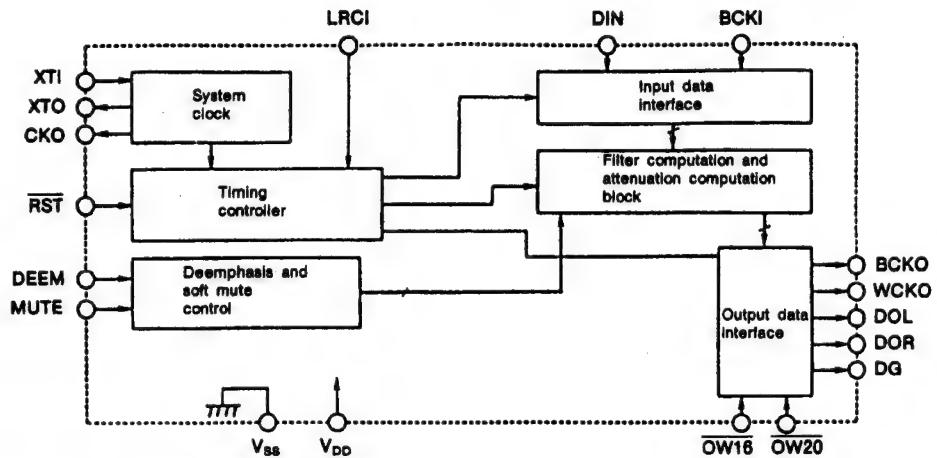 LRCI
DIN
BCKI
XTI
XTO
CKO
System
clock
Input data
interface
RST
Timing
controller
Filter computation and
attenuation computation
block
DEEM
MUTE
Deemphasis and
soft mute
control
Output data
interface
BCKO
WCKO
DOL
DOR
DG
VSS
VDD
OW16
OW20